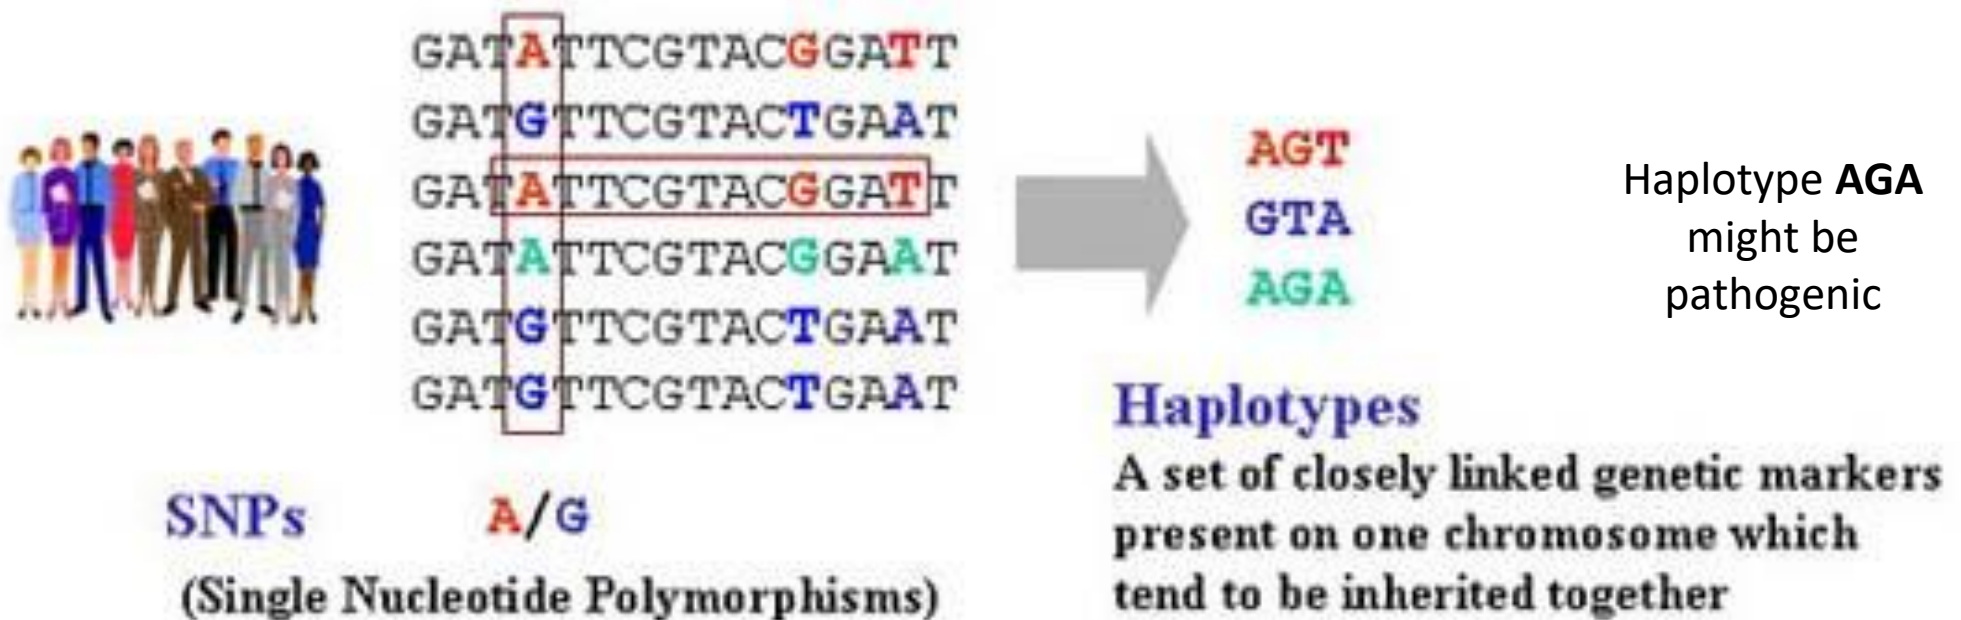 GATATTCGTACGGATT
GATGTTCGTACTGAAT
GATATTCGTACGGATT
GATATTCGTACGGAAT
GATGTTCGTACTGAAT
GATGTTCGTACTGAAT
SNPs A/G
(Single Nucleotide Polymorphisms)
AGT
GTA
AGA
Haplotypes
A set of closely linked genetic markers
present on one chromosome which
tend to be inherited together
Haplotype AGA
might be
pathogenic